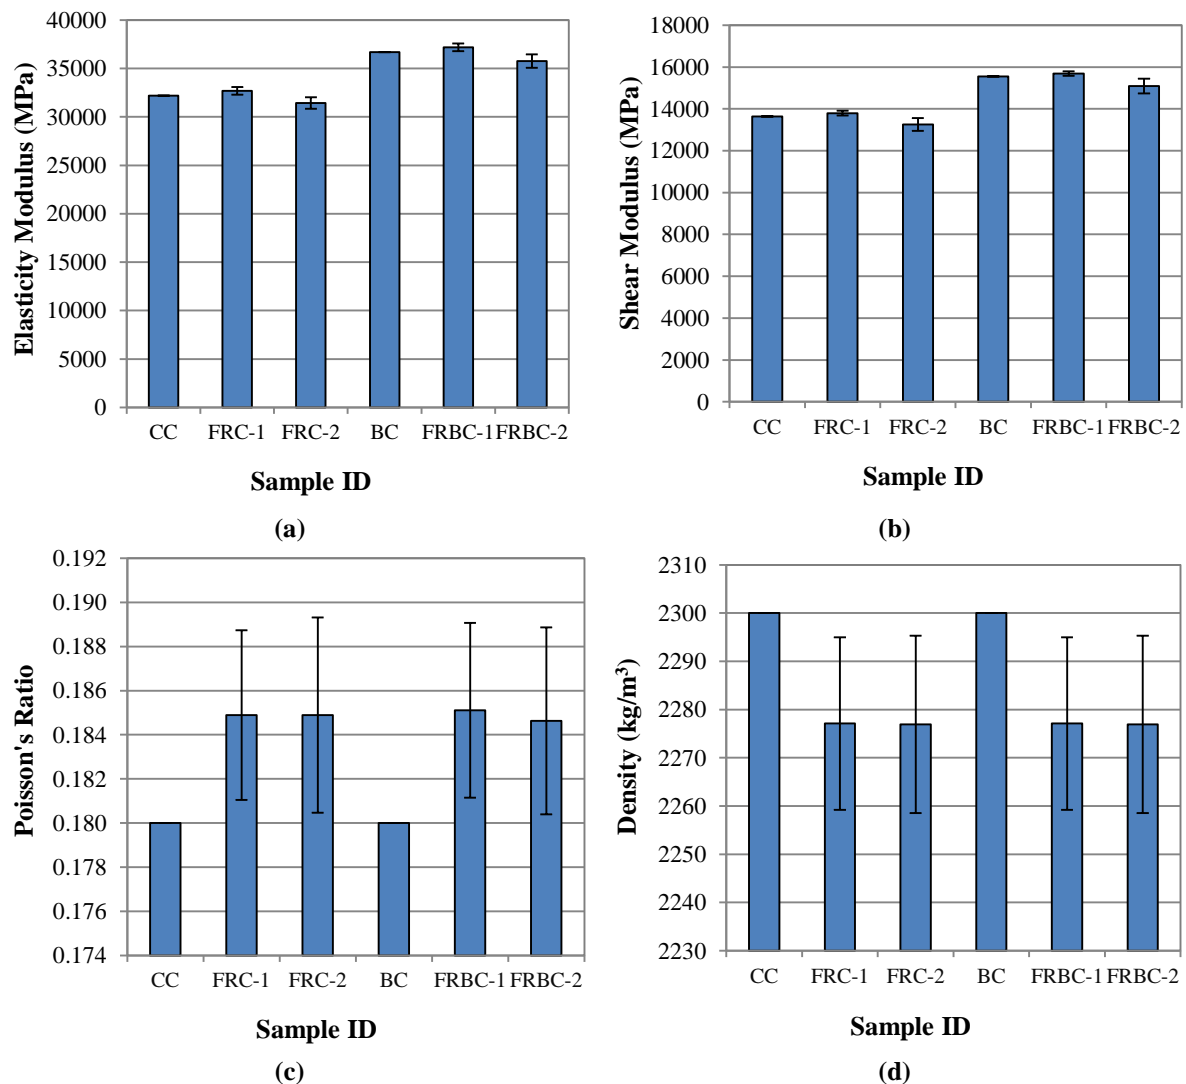 40000
35000
30000
25000
20000
15000
10000
5000
0
Elasticity Modulus (MPa)
CC FRC-1 FRC-2 BC FRBC-1 FRBC-2
Sample ID
(a)
18000
16000
14000
12000
10000
8000
6000
4000
2000
0
Shear Modulus (MPa)
CC FRC-1 FRC-2 BC FRBC-1 FRBC-2
Sample ID
(b)
0.192
0.190
0.188
0.186
0.184
0.182
0.180
0.178
0.176
0.174
Poisson's Ratio
CC FRC-1 FRC-2 BC FRBC-1 FRBC-2
Sample ID
(c)
2310
2300
2290
2280
2270
2260
2250
2240
2230
Density (kg/m³)
CC FRC-1 FRC-2 BC FRBC-1 FRBC-2
Sample ID
(d)